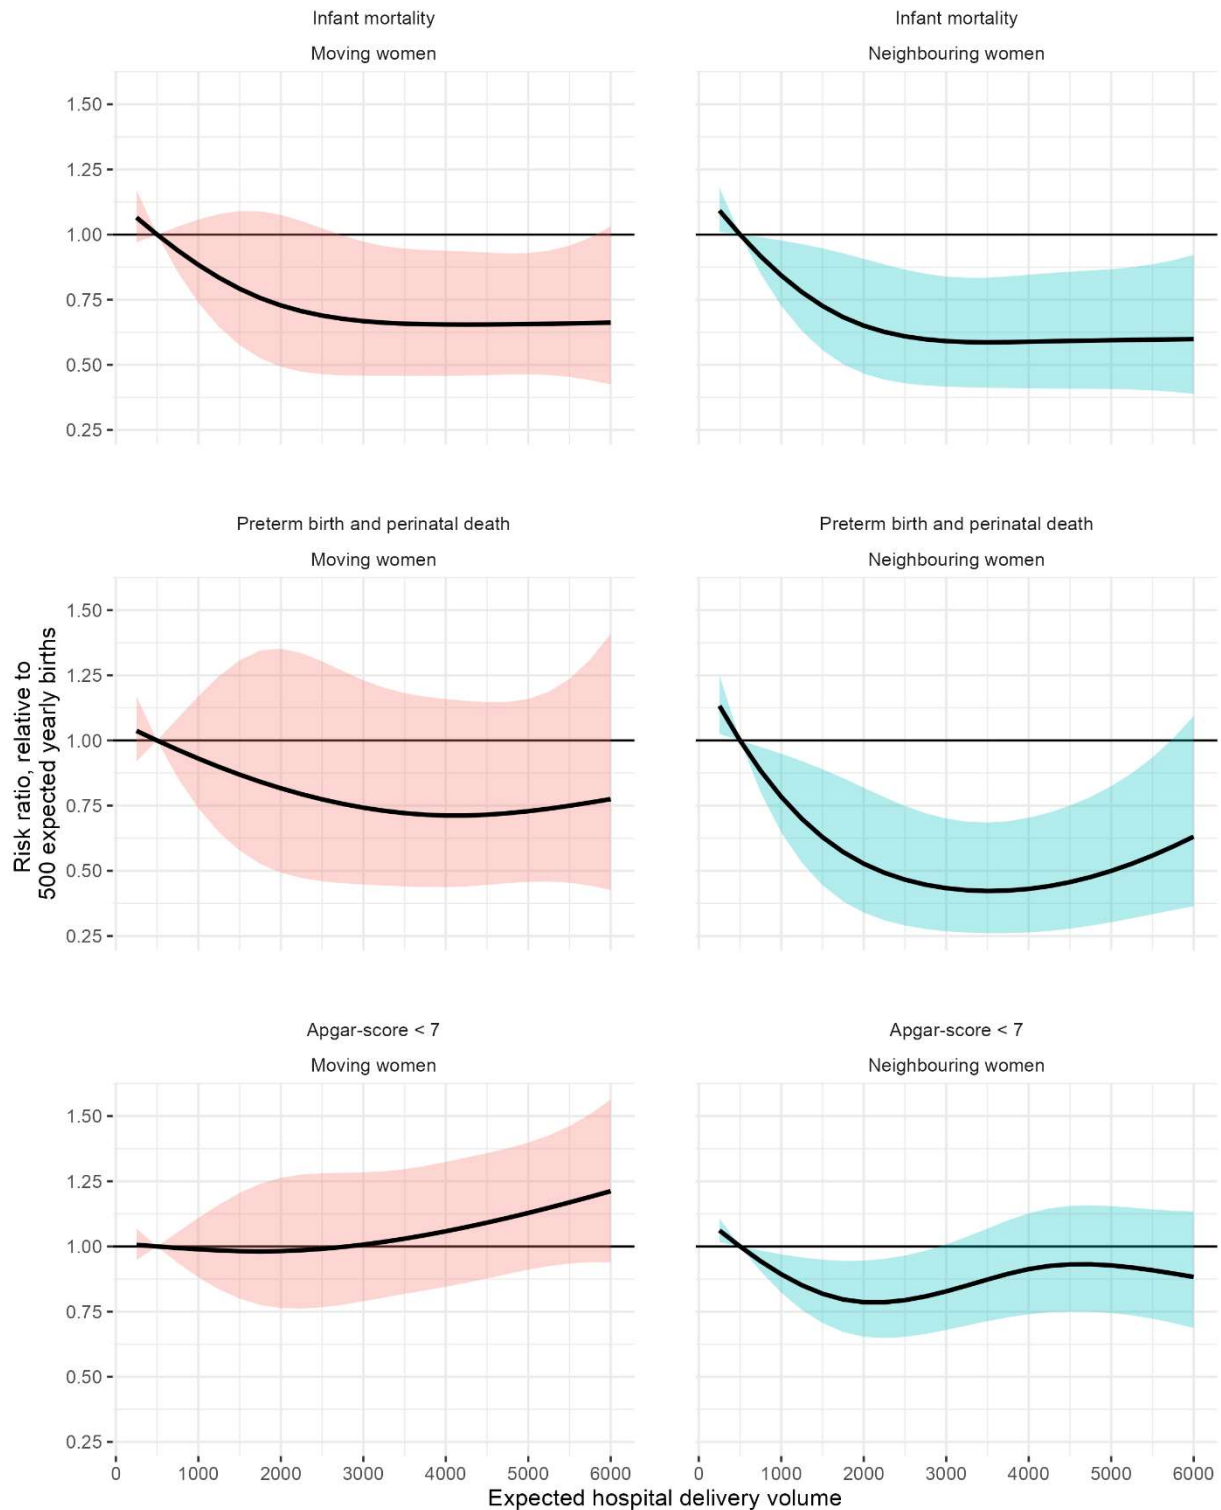 Infant mortality
Moving women
Infant mortality
Neighbouring women
1.50
1.25
1.00
0.75
0.50
0.25
Preterm birth and perinatal death
Moving women
Preterm birth and perinatal death
Neighbouring women
1.50
1.25
1.00
0.75
0.50
0.25
Risk ratio, relative to
500 expected yearly births
Apgar-score < 7
Moving women
Apgar-score < 7
Neighbouring women
1.50
1.25
1.00
0.75
0.50
0.25
0 1000 2000 3000 4000 5000 6000
0 1000 2000 3000 4000 5000 6000
Expected hospital delivery volume